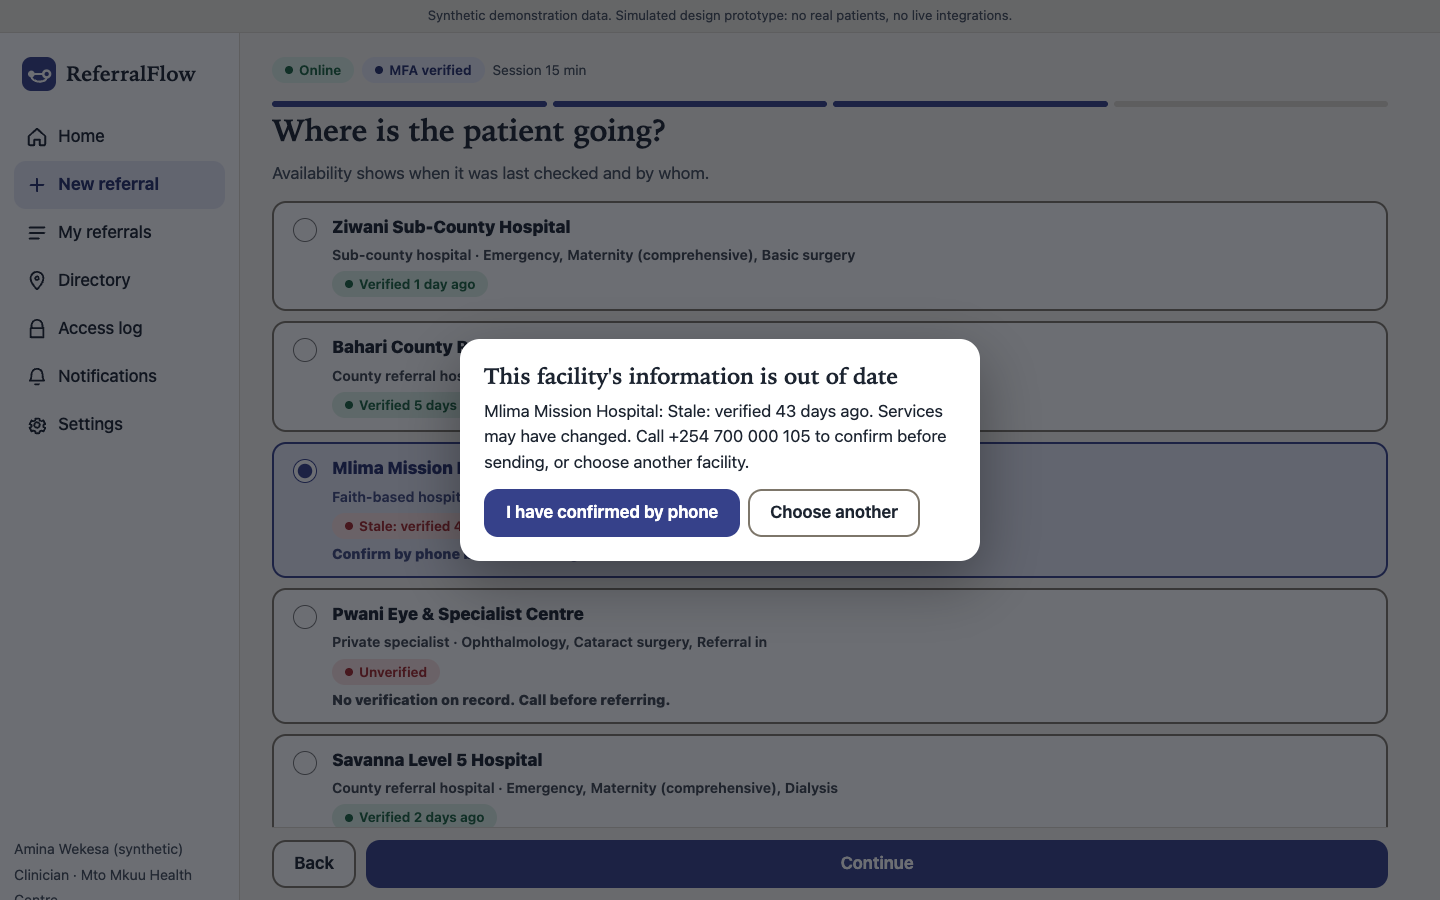 Synthetic demonstration data. Simulated design prototype: no real patients, no live integrations.
ReferralFlow
Home
New referral
My referrals
Directory
Access log
Notifications
Settings
Amina Wekesa (synthetic)
Clinician · Mto Mkuu Health
Centre
Online
MFA verified
Session 15 min
Where is the patient going?
Availability shows when it was last checked and by whom.
Ziwani Sub-County Hospital
Sub-county hospital · Emergency, Maternity (comprehensive), Basic surgery
Verified 1 day ago
Bahari County
County referral
Verified 5 days
Mlima Mission
Faith-based
Stale: verified
Confirm by phone
This facility's information is out of date
Mlima Mission Hospital: Stale: verified 43 days ago. Services
may have changed. Call +254 700 000 105 to confirm before
sending, or choose another facility.
I have confirmed by phone
Choose another
Pwani Eye & Specialist Centre
Private specialist · Ophthalmology, Cataract surgery, Referral in
Unverified
No verification on record. Call before referring.
Savanna Level 5 Hospital
County referral hospital · Emergency, Maternity (comprehensive), Dialysis
Verified 2 days ago
Back
Continue